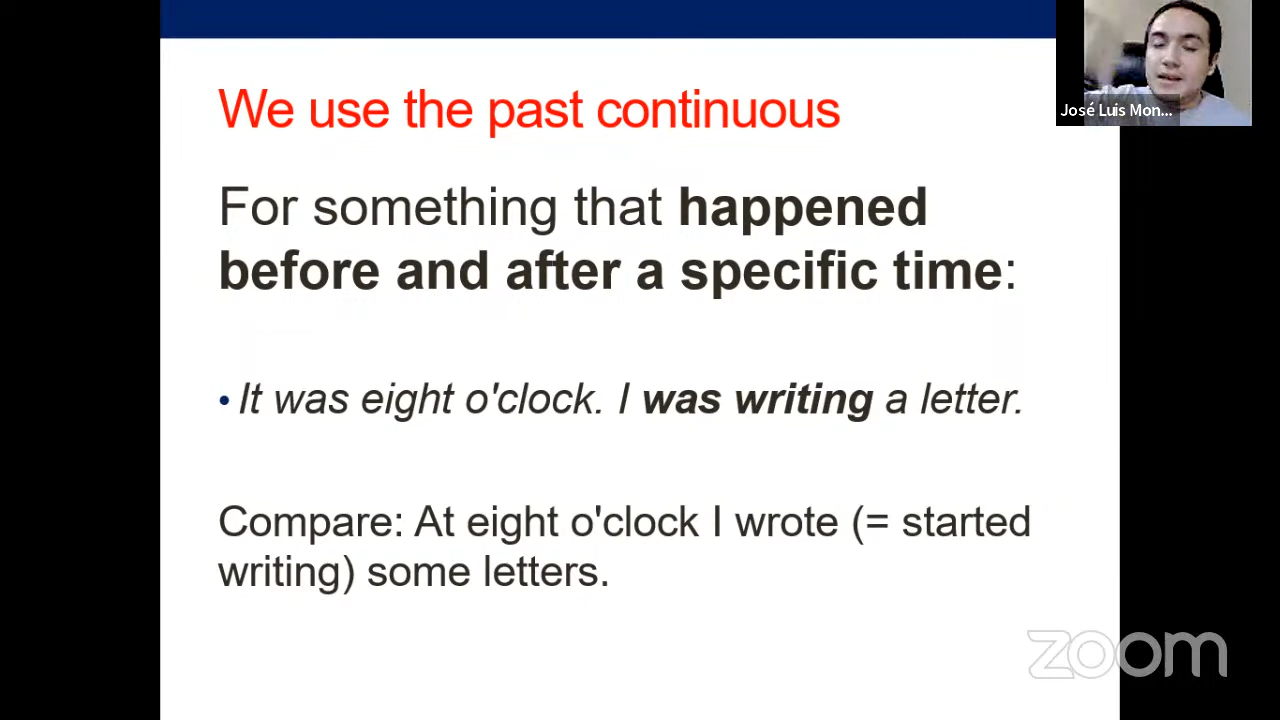 We use the past continuous
José Luis Mon...
For something that happened
before and after a specific time:
• It was eight o'clock. I was writing a letter.
Compare: At eight o'clock I wrote (= started
writing) some letters.
zoom